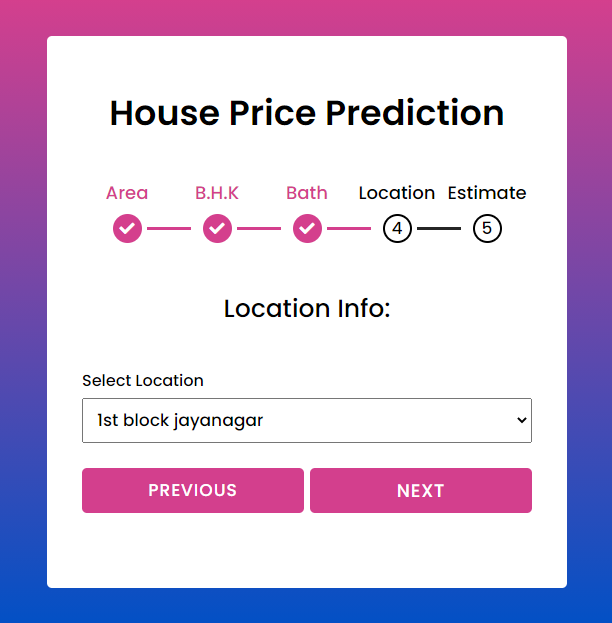 House Price Prediction
Area B.H.K Bath Location Estimate
4 5
Location Info:
Select Location
1st block jayanagar
PREVIOUS NEXT